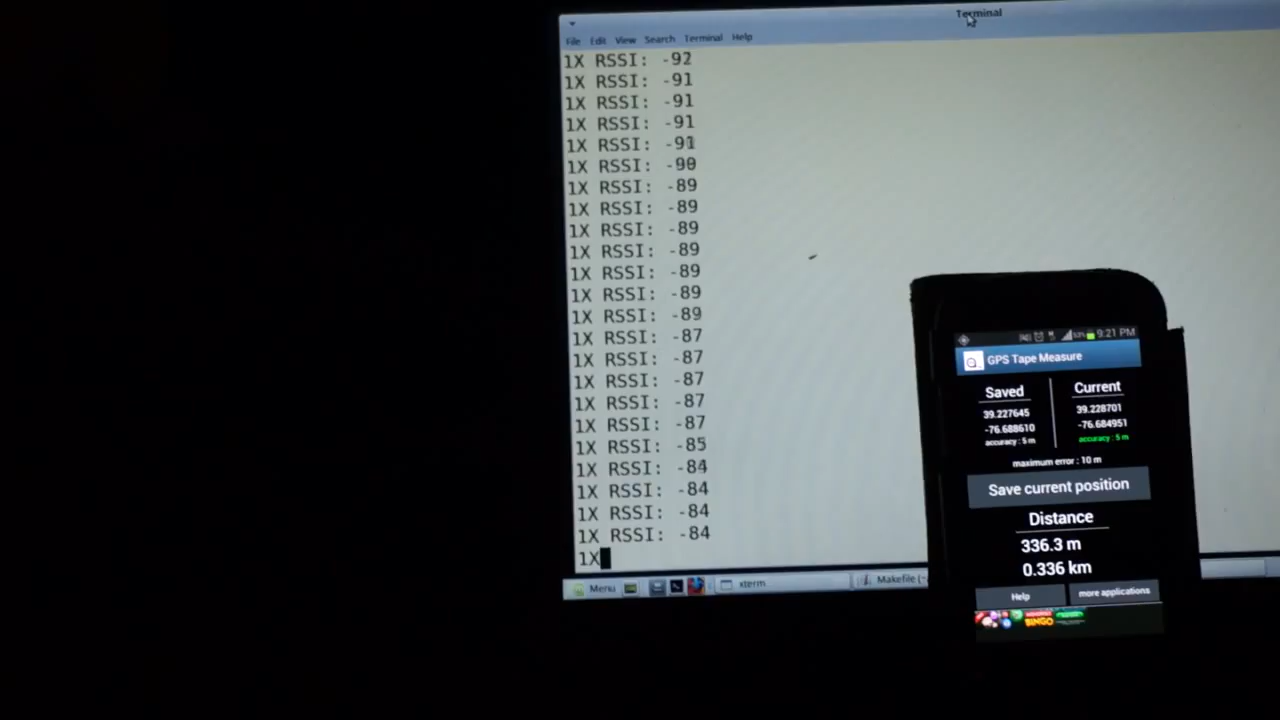 Terminal
File Edit View Search Terminal Help
1X RSSI: -92
1X RSSI: -91
1X RSSI: -91
1X RSSI: -91
1X RSSI: -91
1X RSSI: -90
1X RSSI: -89
1X RSSI: -89
1X RSSI: -89
1X RSSI: -89
1X RSSI: -89
1X RSSI: -89
1X RSSI: -89
1X RSSI: -87
1X RSSI: -87
1X RSSI: -87
1X RSSI: -87
1X RSSI: -87
1X RSSI: -85
1X RSSI: -84
1X RSSI: -84
1X RSSI: -84
1X RSSI: -84
1X
Menu xterm Makefile (~
9:21 PM
GPS Tape Measure
Saved Current
39.227645 39.228701
-76.688610 -76.684951
accuracy : 5 m accuracy : 5 m
maximum error : 10 m
Save current position
Distance
336.3 m
0.336 km
Help more applications
BINGO